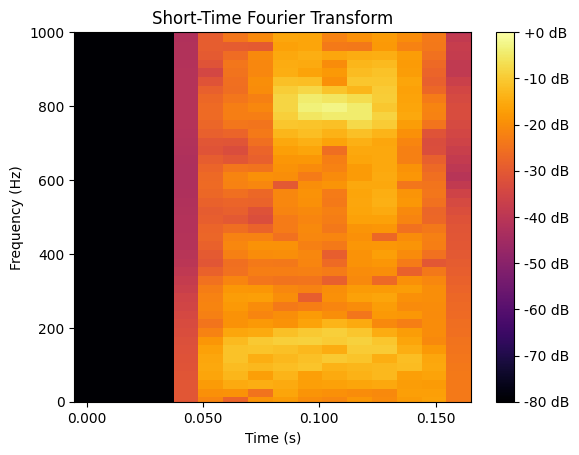 Short-Time Fourier Transform
1000
800
600
400
200
0
Frequency (Hz)
0.000
0.050
0.100
0.150
Time (s)
+0 dB
-10 dB
-20 dB
-30 dB
-40 dB
-50 dB
-60 dB
-70 dB
-80 dB